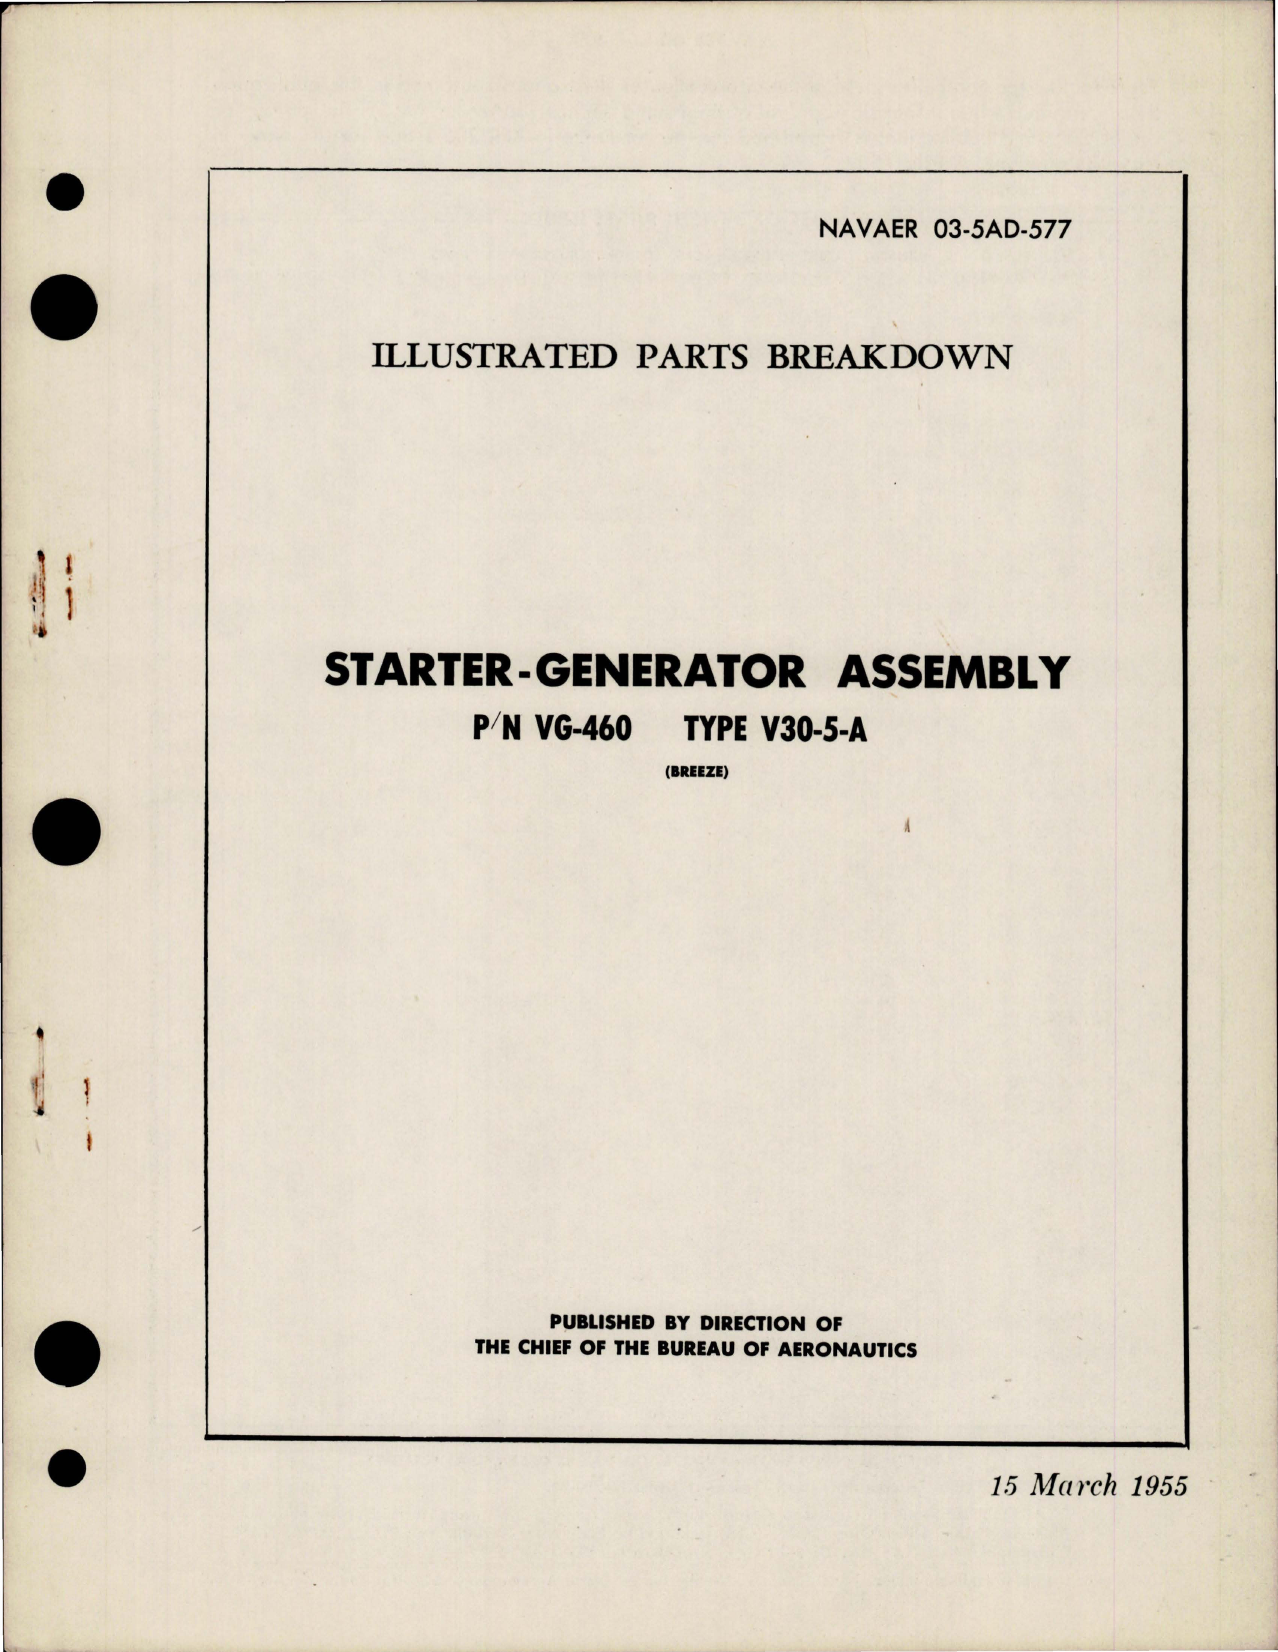 NAVAER 03-5AD-577
ILLUSTRATED PARTS BREAKDOWN
STARTER-GENERATOR ASSEMBLY
P/N VG-460 TYPE V30-5-A
(BREEZE)
PUBLISHED BY DIRECTION OF
THE CHIEF OF THE BUREAU OF AERONAUTICS
15 March 1955